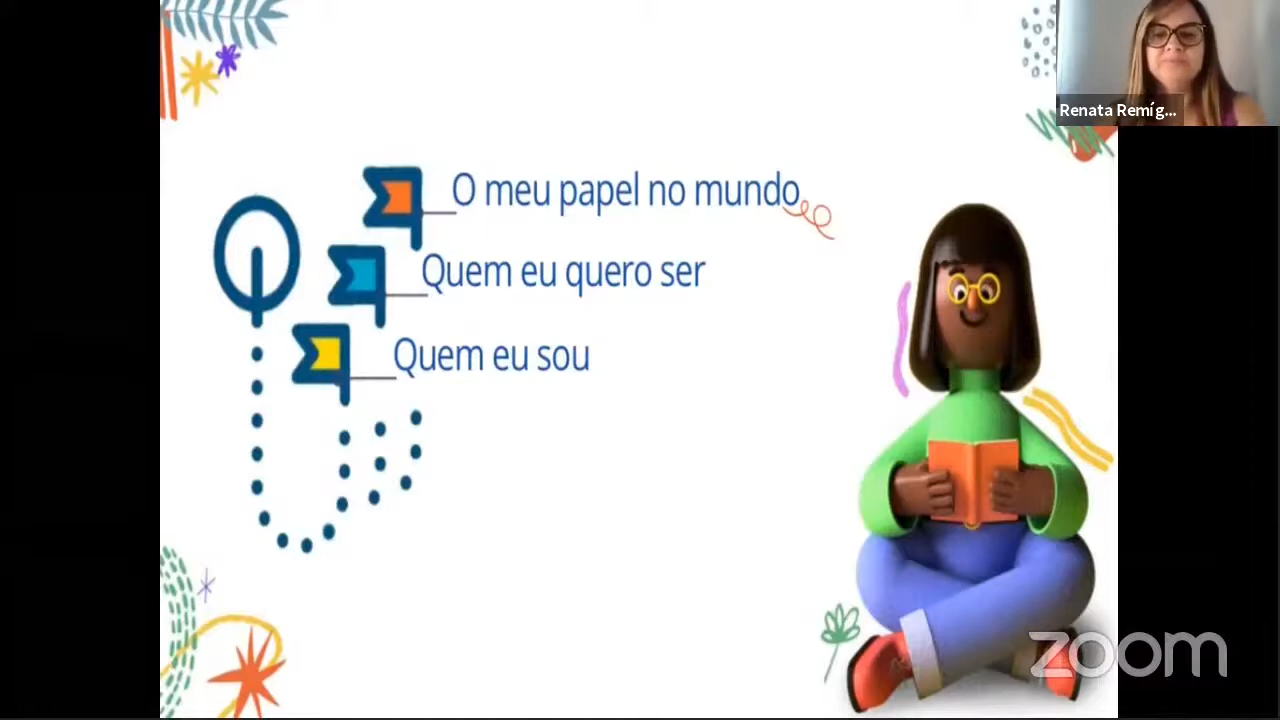 O meu papel no mundo
Quem eu quero ser
Quem eu sou
Renata Remíg...
zoom